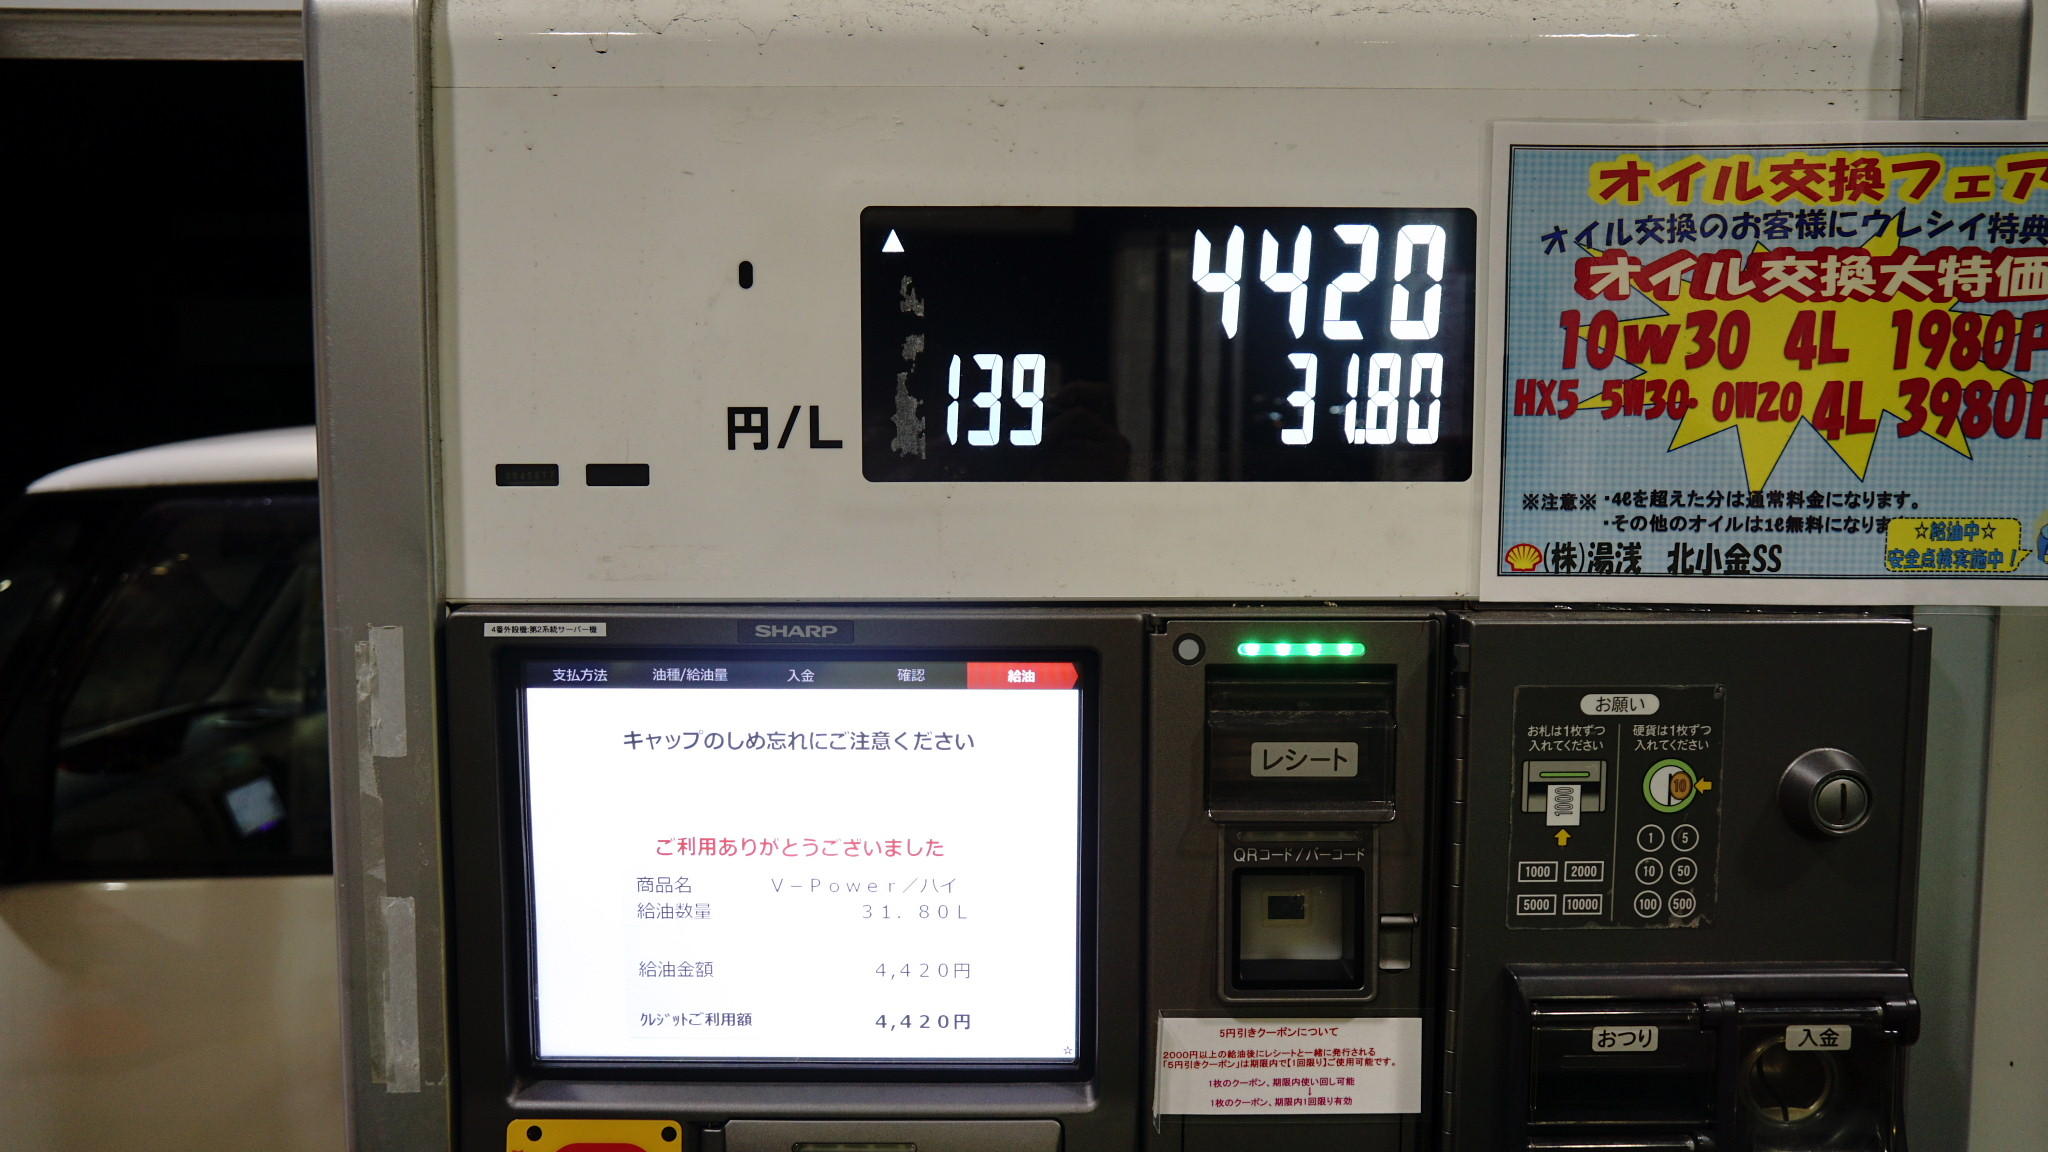 4420
円/L 139 31.80
オイル交換フェア
オイル交換のお客様にウレシイ特典
オイル交換大特価
10w30 4L 1980
HX5 5W30・0W20 4L 3980
※注意※・4ℓを超えた分は通常料金になります。
・その他のオイルは1ℓ無料になりま
☆給油中☆
安全点検実施中！
(株)湯浅 北小金SS
4番外設機:第2系統サーバー機
SHARP
支払方法 油種/給油量 入金 確認 給油
キャップのしめ忘れにご注意ください
ご利用ありがとうございました
商品名 V－Power／ハイ
給油数量 31.80L
給油金額 4,420円
ｸﾚｼﾞｯﾄご利用額 4,420円
☆
レシート
QRコード/バーコード
5円引きクーポンについて
2000円以上の給油後にレシートと一緒に発行される
「5円引きクーポン」は期限内で【1回限り】ご使用可能です。
1枚のクーポン、期限内使い回し可能
↓
1枚のクーポン、期限内1回限り有効
お願い
お札は1枚ずつ
入れてください
硬貨は1枚ずつ
入れてください
1000
10
1 5
10 50
100 500
1000 2000
5000 10000
おつり
入金